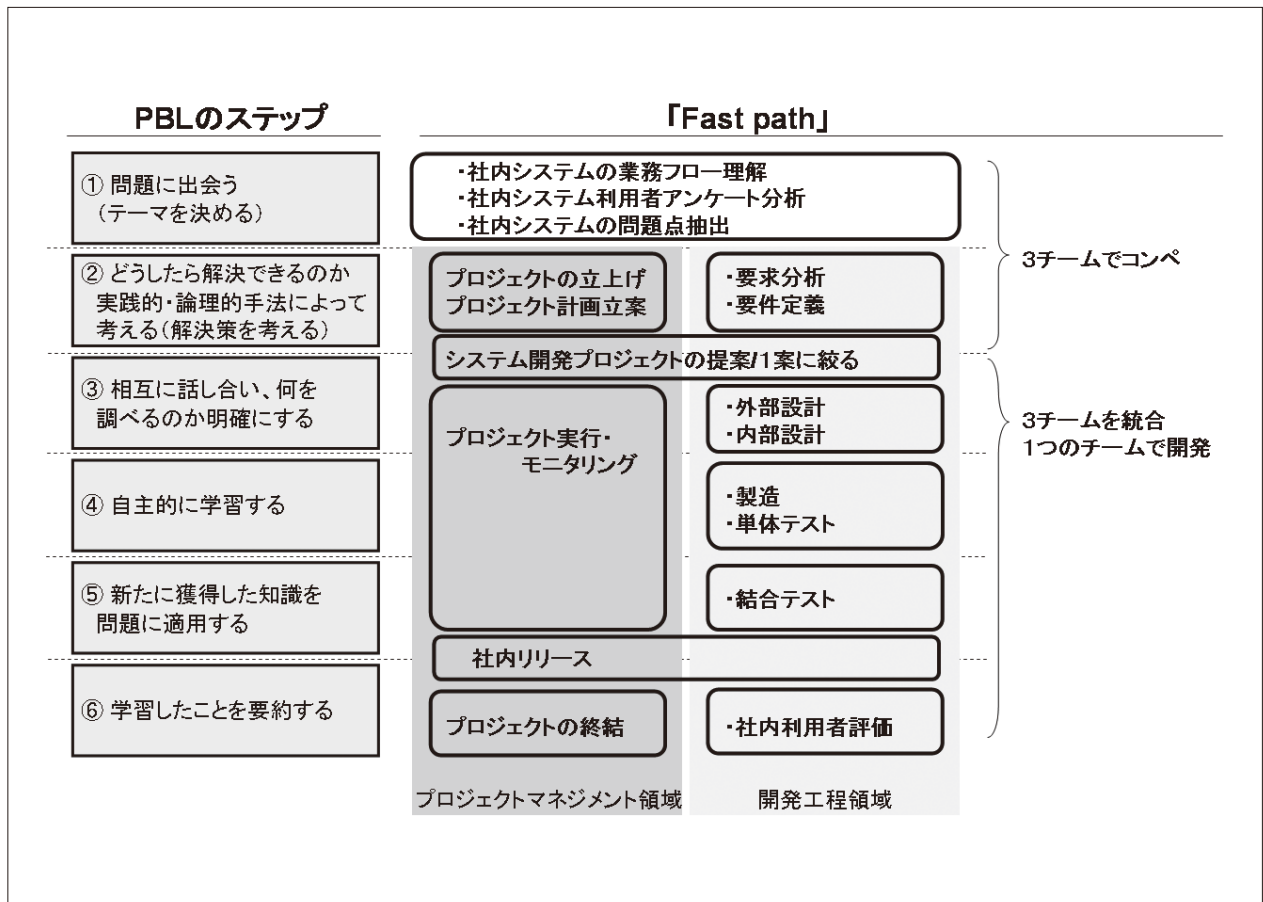 PBLのステップ
「Fast path」
① 問題に出会う
（テーマを決める）
・社内システムの業務フロー理解
・社内システム利用者アンケート分析
・社内システムの問題点抽出
② どうしたら解決できるのか
実践的・論理的手法によって
考える（解決策を考える）
プロジェクトの立上げ
プロジェクト計画立案
・要求分析
・要件定義
3チームでコンペ
システム開発プロジェクトの提案/1案に絞る
③ 相互に話し合い、何を
調べるのか明確にする
プロジェクト実行・
モニタリング
・外部設計
・内部設計
3チームを統合
1つのチームで開発
④ 自主的に学習する
・製造
・単体テスト
⑤ 新たに獲得した知識を
問題に適用する
・結合テスト
社内リリース
⑥ 学習したことを要約する
プロジェクトの終結
・社内利用者評価
プロジェクトマネジメント領域
開発工程領域